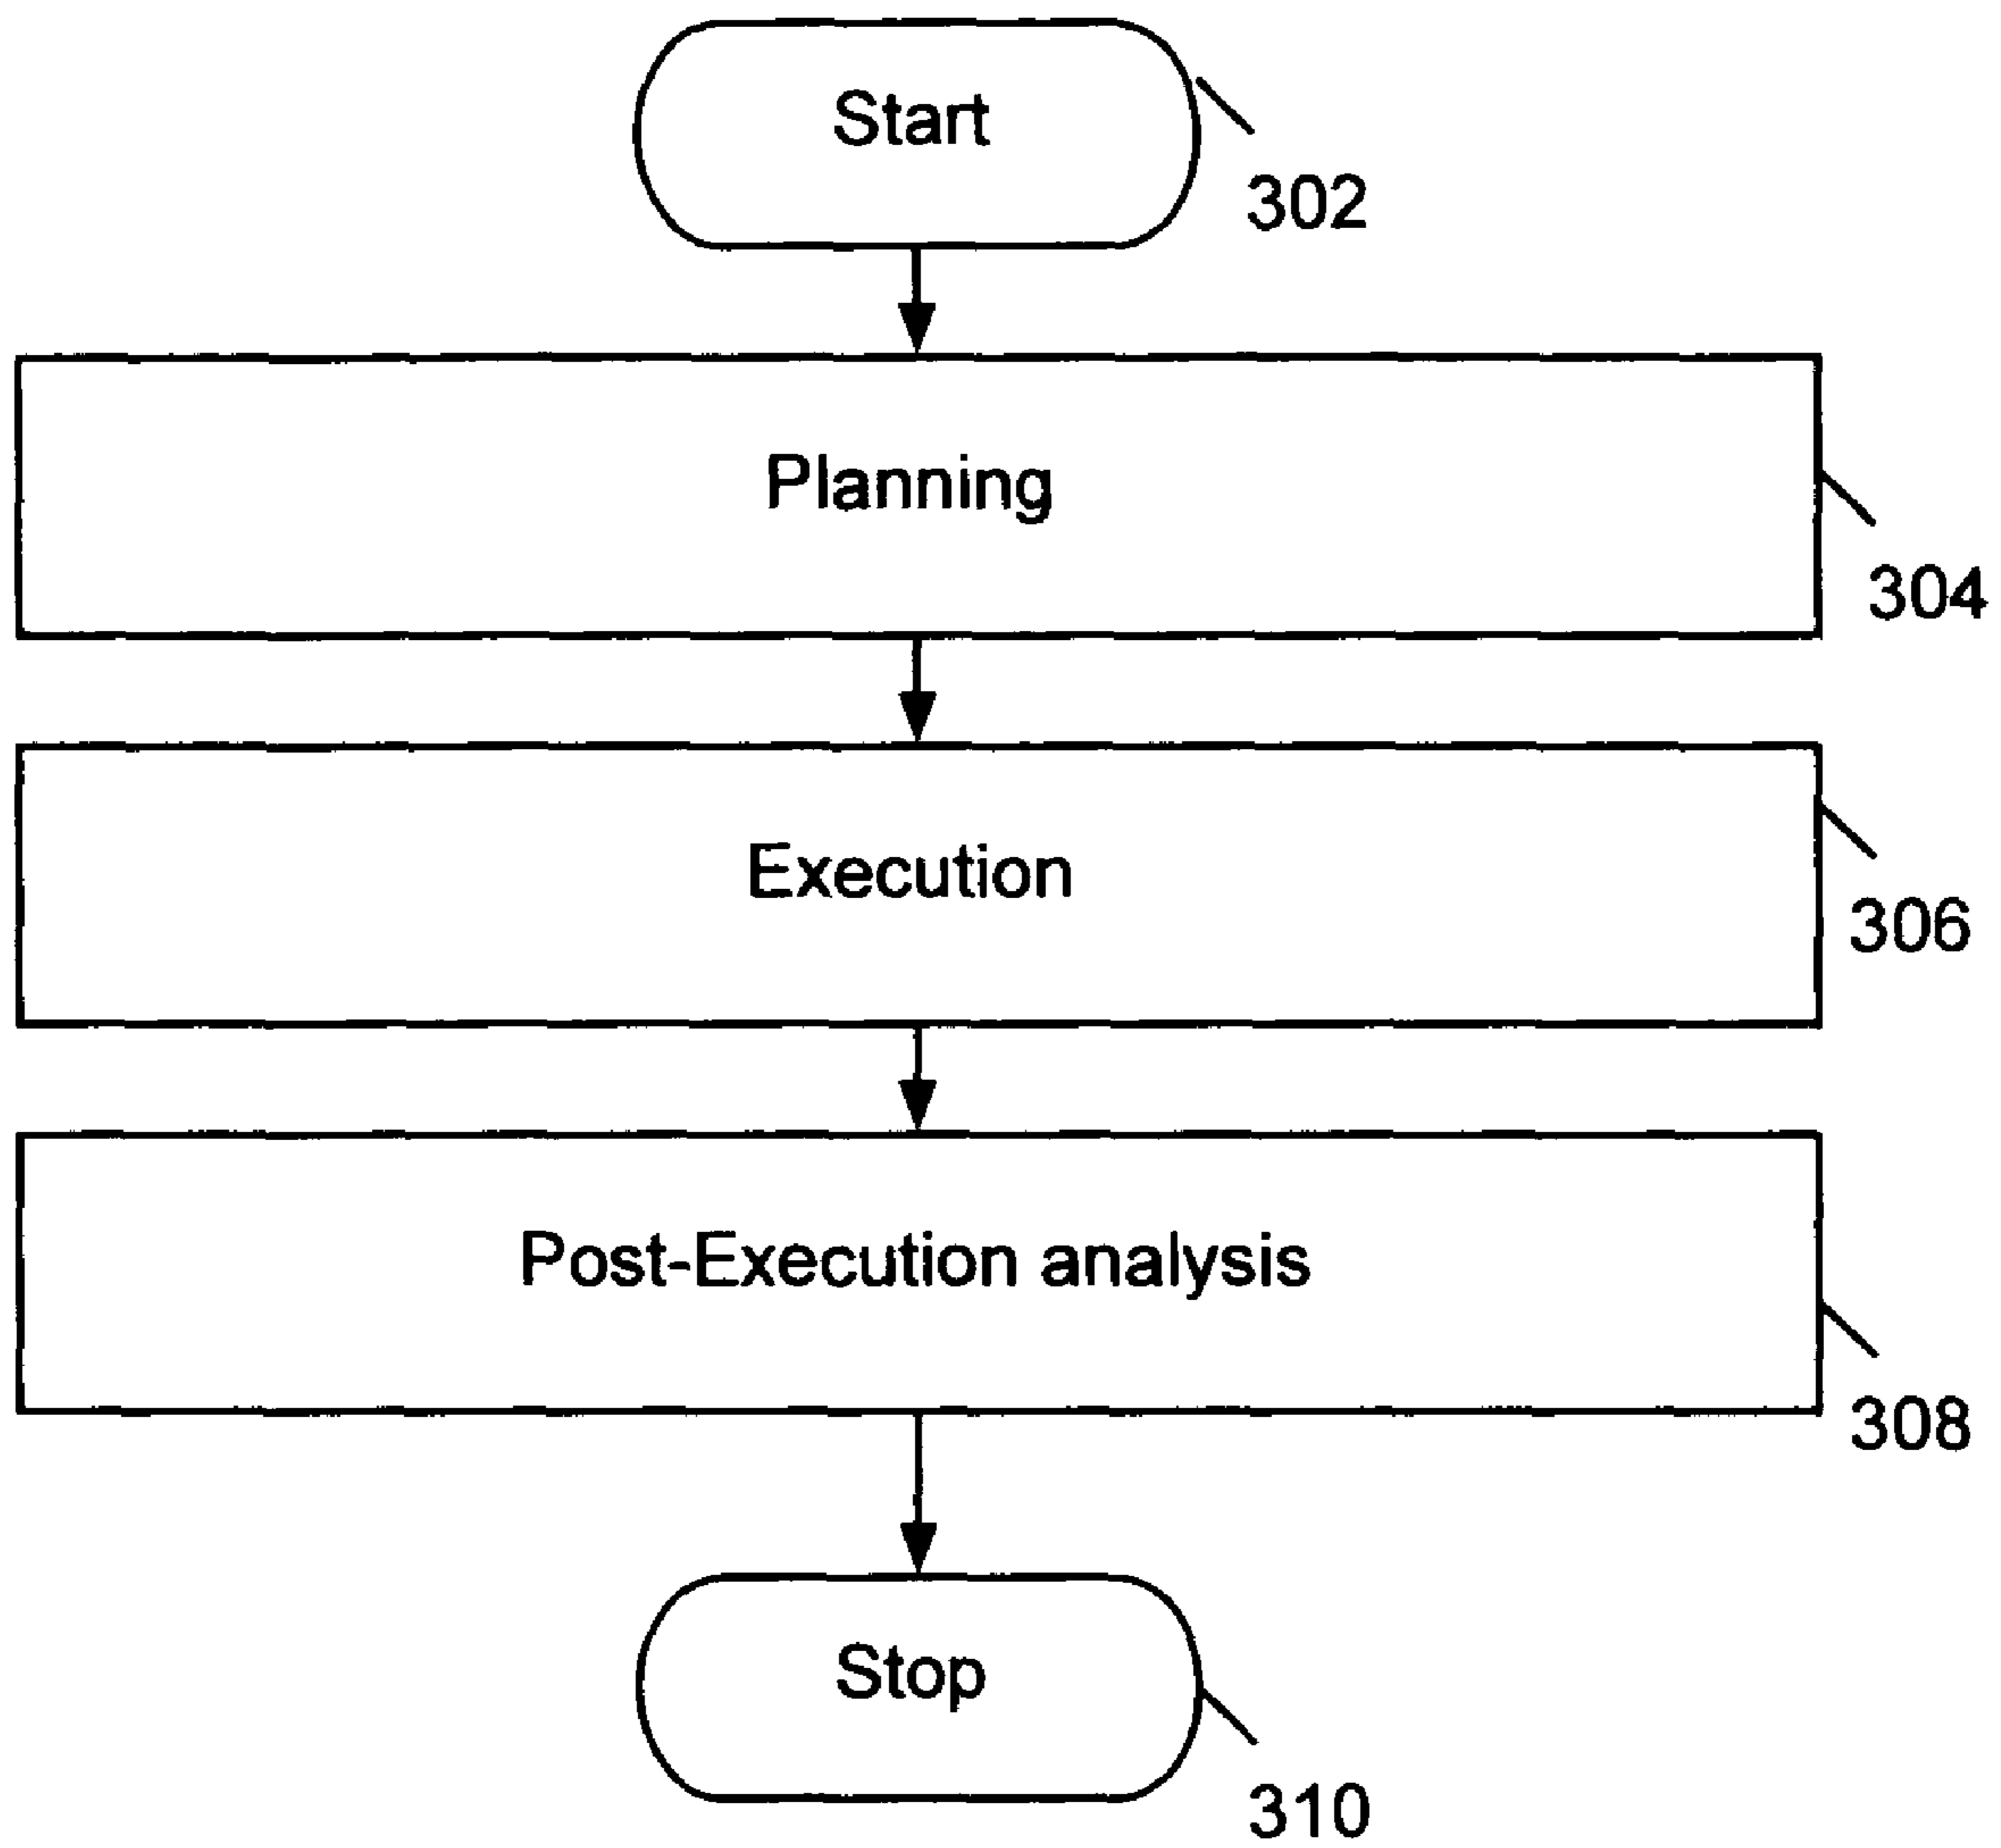 Start
302
Planning
304
Execution
306
Post-Execution analysis
308
Stop
310